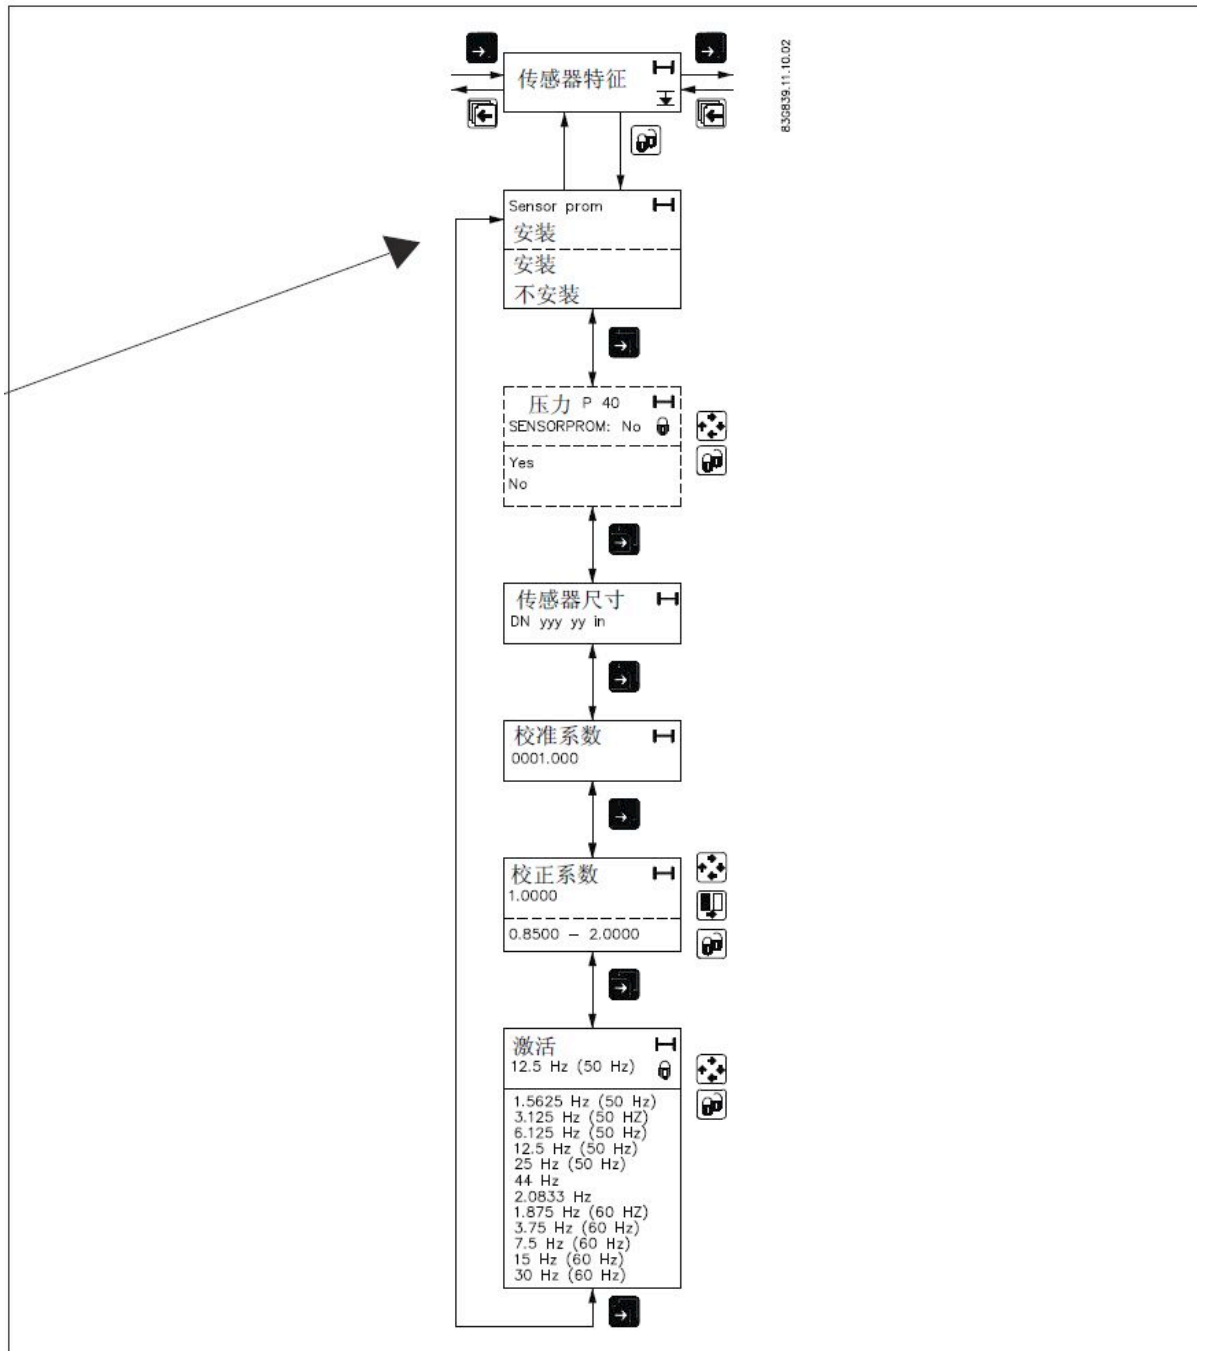 传感器特征
83G839.11.10.02
Sensor prom
安装
安装
不安装
压力 P 40
SENSORPROM: No
Yes
No
传感器尺寸
DN yyy yy in
校准系数
0001.000
校正系数
1.0000
0.8500 – 2.0000
激活
12.5 Hz (50 Hz)
1.5625 Hz (50 Hz)
3.125 Hz (50 HZ)
6.125 Hz (50 Hz)
12.5 Hz (50 Hz)
25 Hz (50 Hz)
44 Hz
2.0833 Hz
1.875 Hz (60 HZ)
3.75 Hz (60 Hz)
7.5 Hz (60 Hz)
15 Hz (60 Hz)
30 Hz (60 Hz)